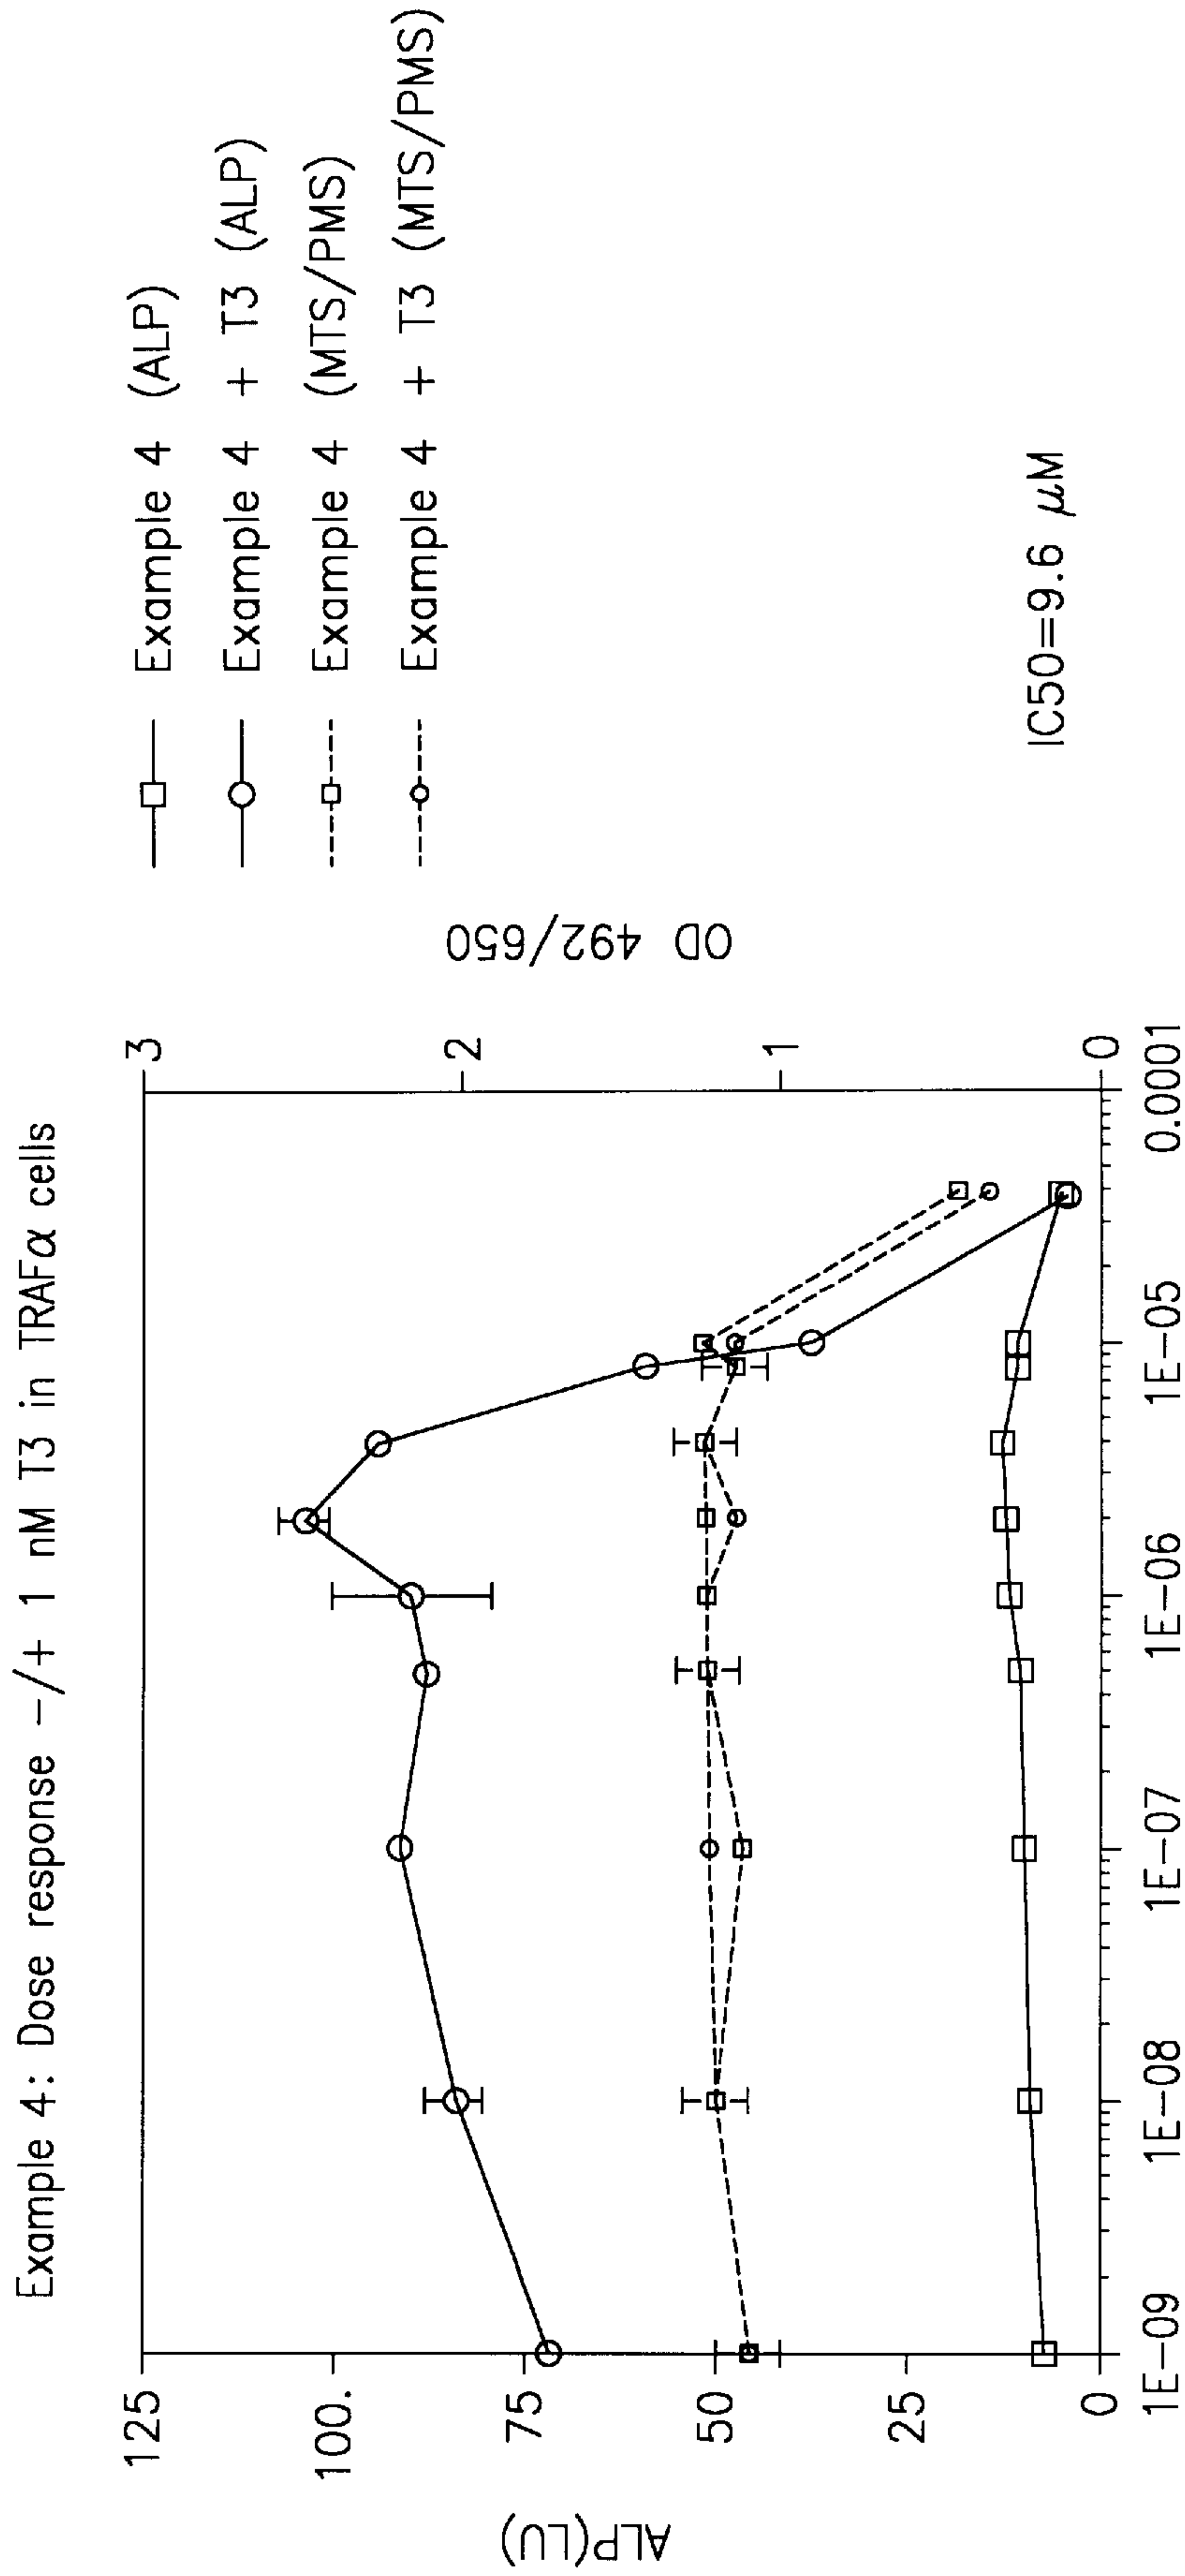 Example 4: Dose response −/+ 1 nM T3 in TRAFα cells
ALP(LU)
125
100.
75
50
25
0
1E−09
1E−08
1E−07
1E−06
1E−05
0.0001
3
2
1
0
OD 492/650
Example 4 (ALP)
Example 4 + T3 (ALP)
Example 4 (MTS/PMS)
Example 4 + T3 (MTS/PMS)
IC50=9.6 μM